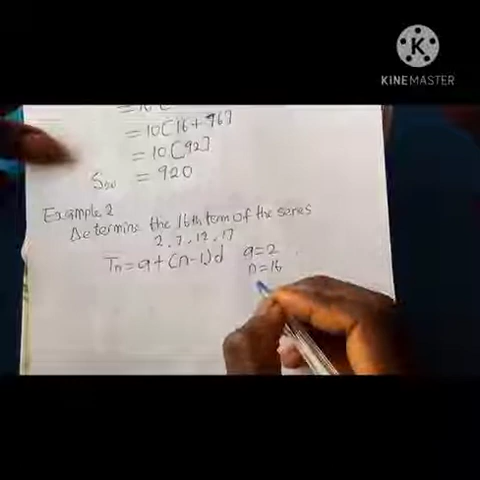 K
KINEMASTER
= 10[16+76]
= 10[92]
S20 = 920
Example 2
Determine the 16th term of the series
2, 7, 12, 17
Tn = a + (n-1)d a=2
n=16